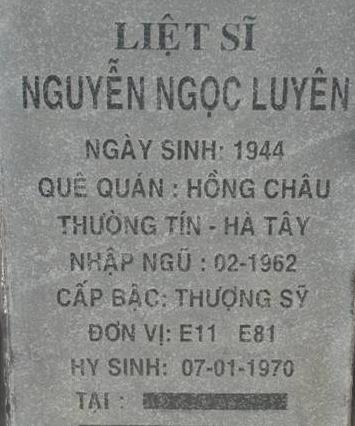 LIỆT SĨ
NGUYỄN NGỌC LUYÊN
NGÀY SINH: 1944
QUÊ QUÁN : HỒNG CHÂU
THƯỜNG TÍN - HÀ TÂY
NHẬP NGŨ : 02-1962
CẤP BẬC: THƯỢNG SỸ
ĐƠN VỊ: E11 E81
HY SINH: 07-01-1970
TẠI :